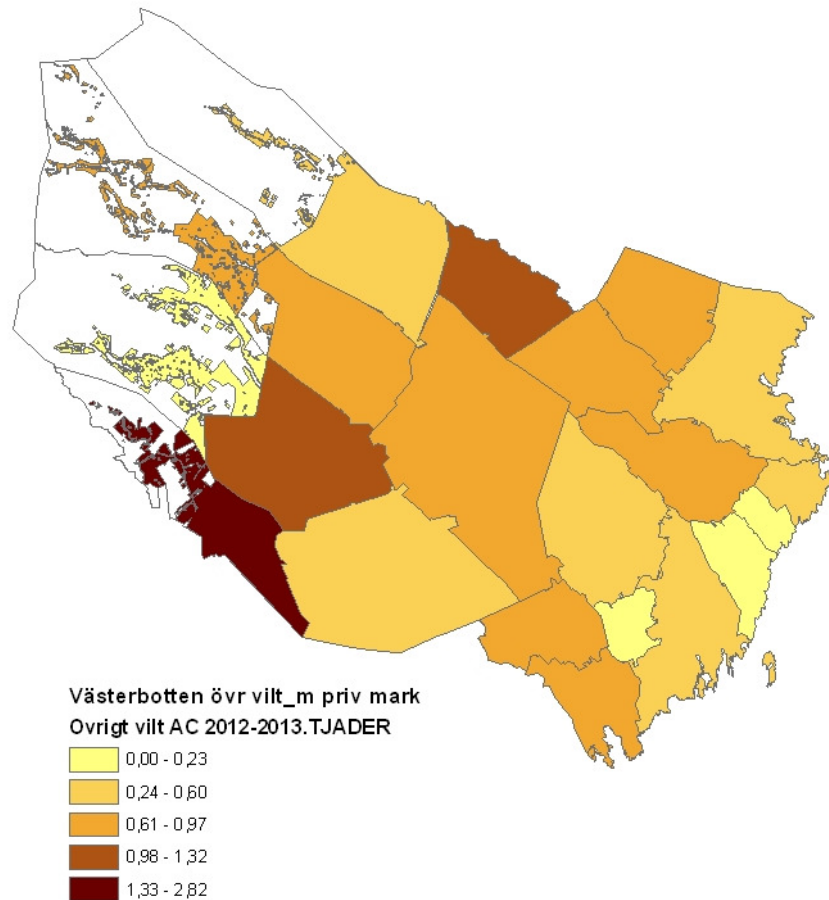 Västerbotten övr vilt_m priv mark
Ovrigt vilt AC 2012-2013.TJADER
0,00 - 0,23
0,24 - 0,60
0,61 - 0,97
0,98 - 1,32
1,33 - 2,82